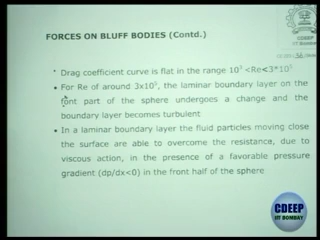 FORCES ON BLUFF BODIES (Contd.)
CDEEP
IIT Bombay
• Drag coefficient curve is flat in the range 10³ <Re<3*10⁵
• For Re of around 3x10⁵, the laminar boundary layer on the
font part of the sphere undergoes a change and the
boundary layer becomes turbulent
• In a laminar boundary layer the fluid particles moving close
the surface are able to overcome the resistance, due to
viscous action, in the presence of a favorable pressure
gradient (dp/dx<0) in the front half of the sphere
CDEEP
IIT BOMBAY